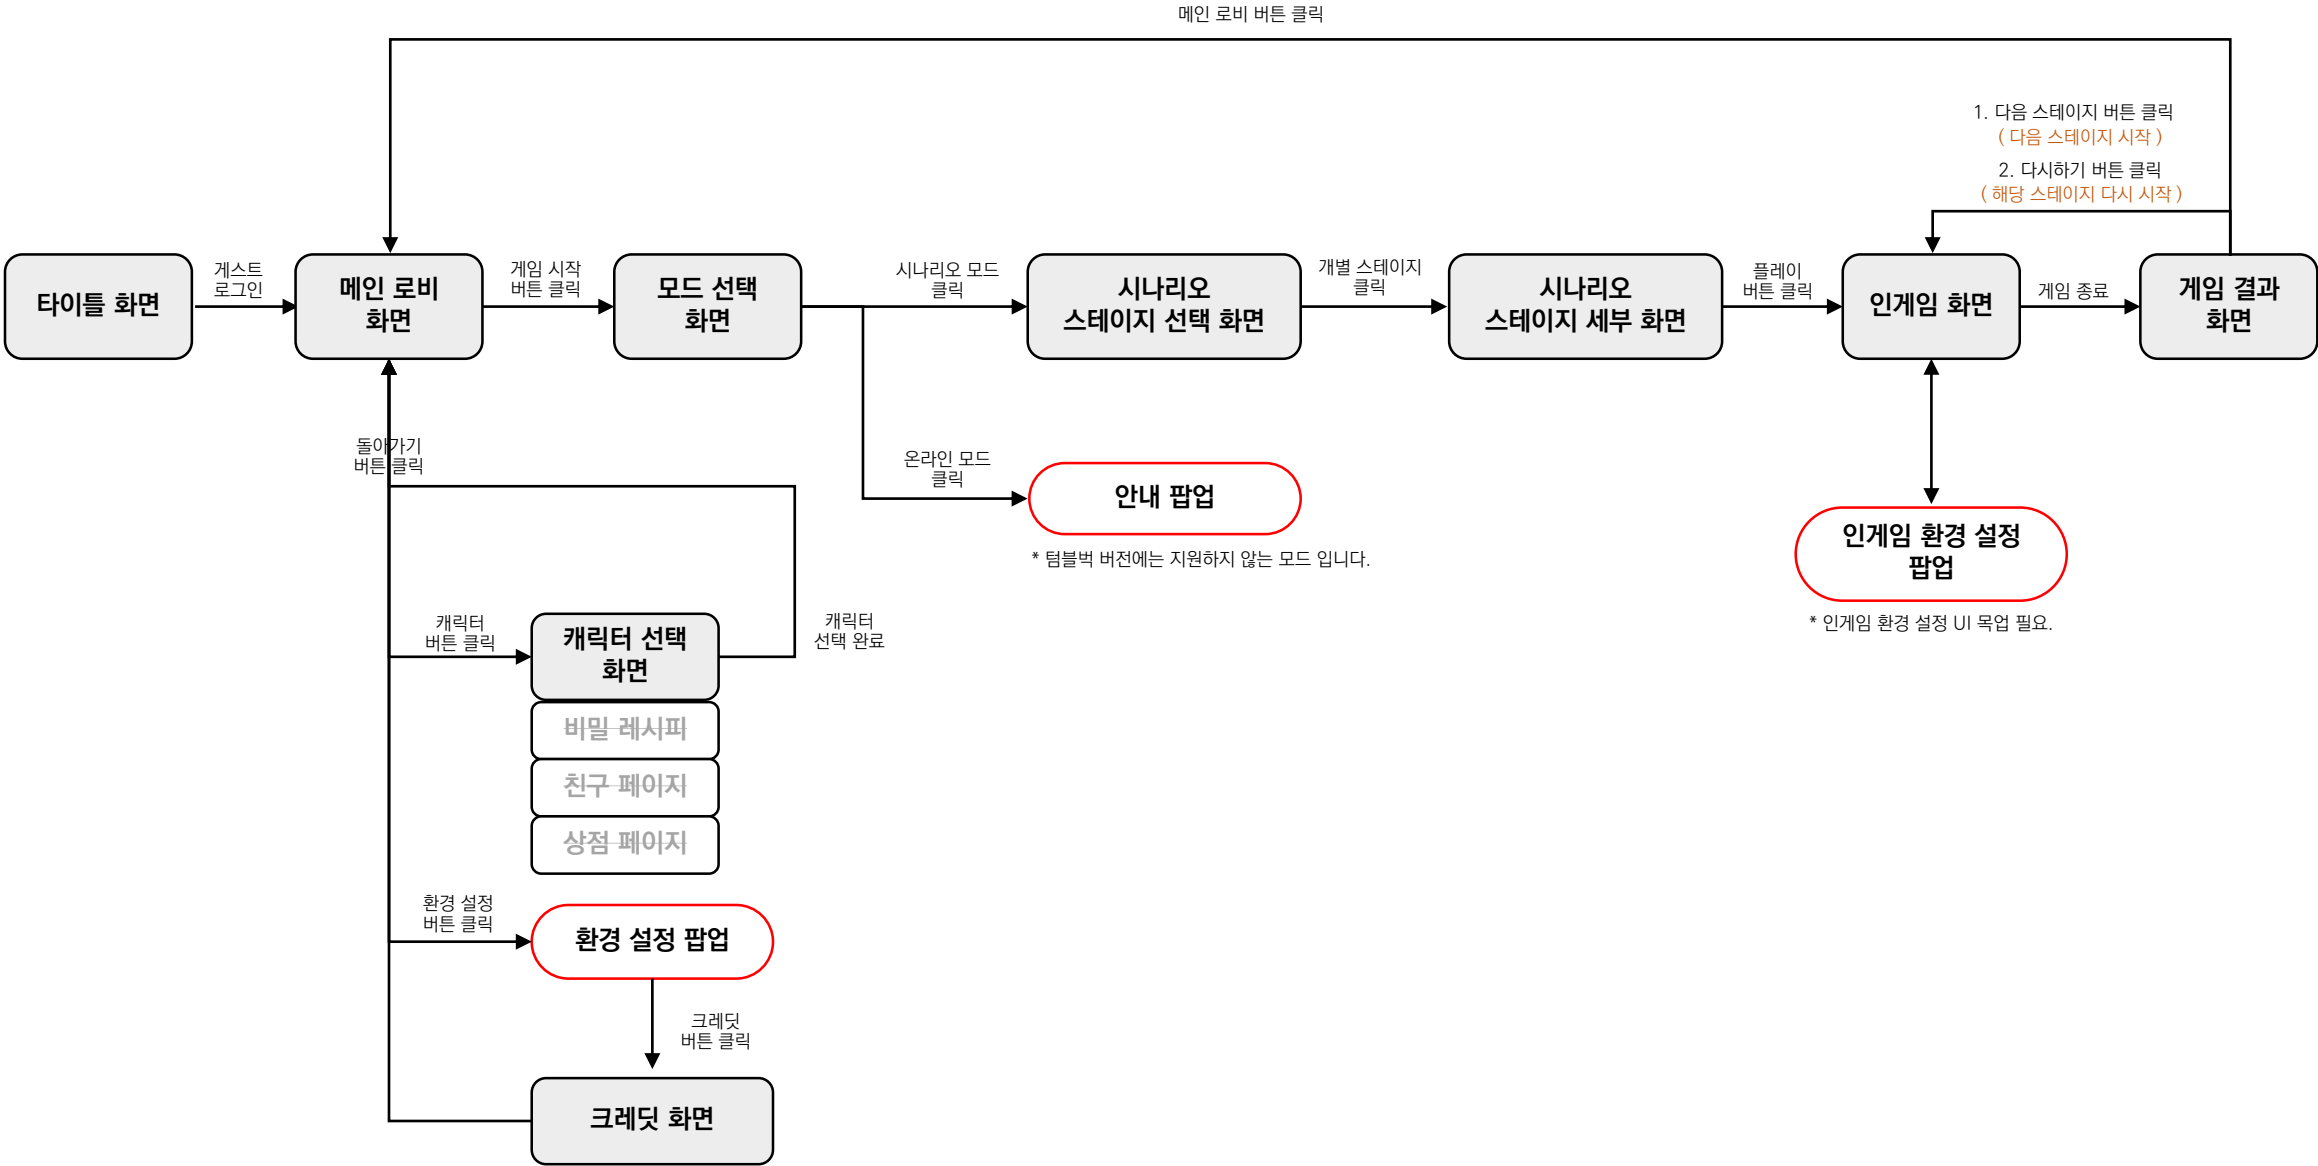 메인 로비 버튼 클릭
1. 다음 스테이지 버튼 클릭
( 다음 스테이지 시작 )
2. 다시하기 버튼 클릭
( 해당 스테이지 다시 시작 )
타이틀 화면
게스트
로그인
메인 로비
화면
게임 시작
버튼 클릭
모드 선택
화면
시나리오 모드
클릭
시나리오
스테이지 선택 화면
개별 스테이지
클릭
시나리오
스테이지 세부 화면
플레이
버튼 클릭
인게임 화면
게임 종료
게임 결과
화면
돌아가기
버튼 클릭
온라인 모드
클릭
안내 팝업
* 텀블벅 버전에는 지원하지 않는 모드 입니다.
인게임 환경 설정
팝업
* 인게임 환경 설정 UI 목업 필요.
캐릭터
버튼 클릭
캐릭터 선택
화면
캐릭터
선택 완료
비밀 레시피
친구 페이지
상점 페이지
환경 설정
버튼 클릭
환경 설정 팝업
크레딧
버튼 클릭
크레딧 화면